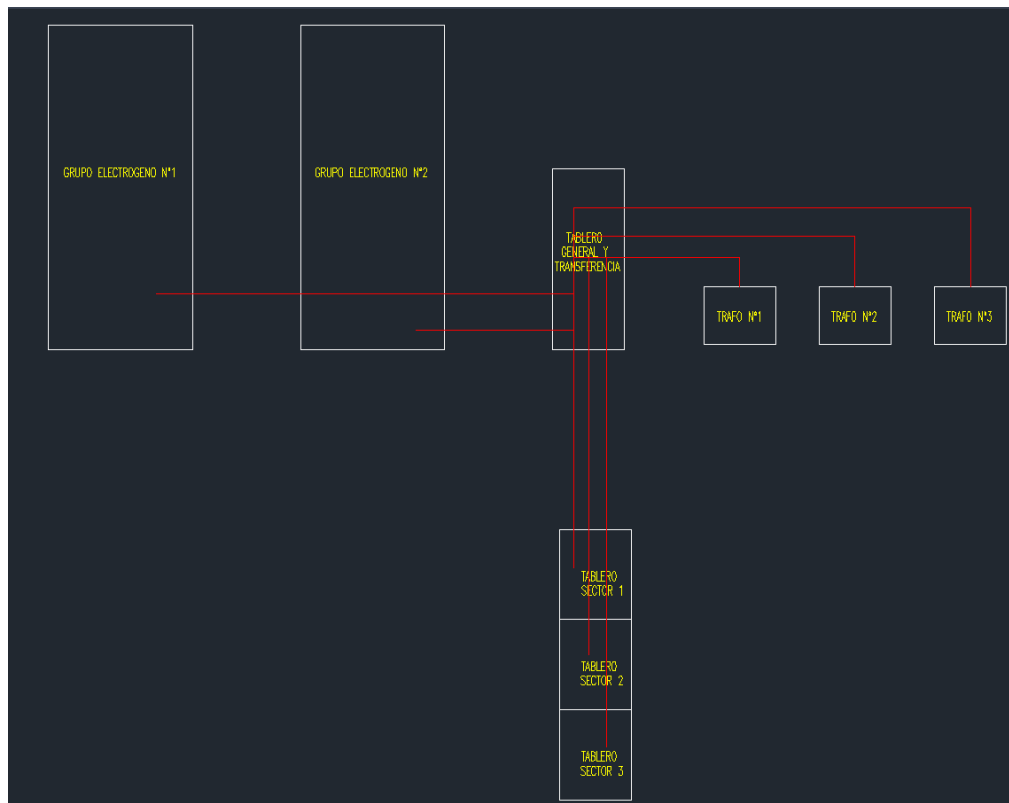 GRUPO ELECTROGENO N°1
GRUPO ELECTROGENO N°2
TABLERO
GENERAL Y
TRANSFERENCIA
TRAFO N°1
TRAFO N°2
TRAFO N°3
TABLERO
SECTOR 1
TABLERO
SECTOR 2
TABLERO
SECTOR 3